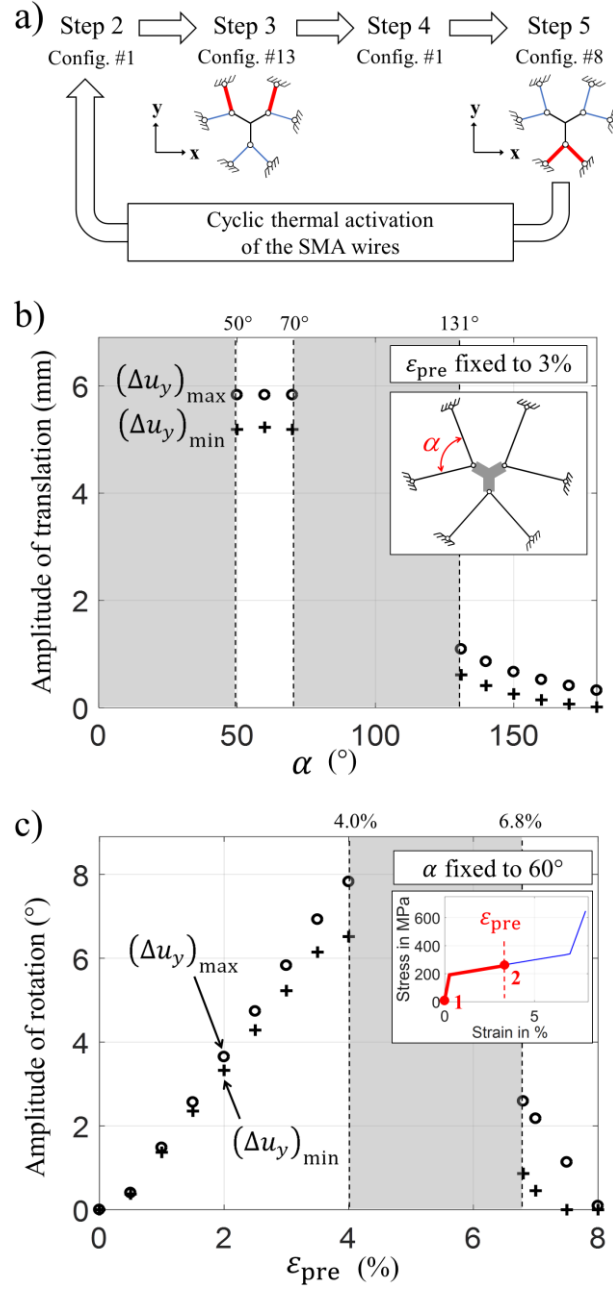 a)
Step 2 Step 3 Step 4 Step 5
Config. #1 Config. #13 Config. #1 Config. #8
y y
x x
Cyclic thermal activation
of the SMA wires
b)
50° 70° 131°
Amplitude of translation (mm)
6
4
2
0
(Δu_y)_max
(Δu_y)_min
ε_pre fixed to 3%
α
0 50 100 150
α (°)
c)
4.0% 6.8%
Amplitude of rotation (°)
8
6
4
2
0
(Δu_y)_max
(Δu_y)_min
α fixed to 60°
Stress in MPa
600
400
200
0
ε_pre
1
2
0 5
Strain in %
0 2 4 6 8
ε_pre (%)